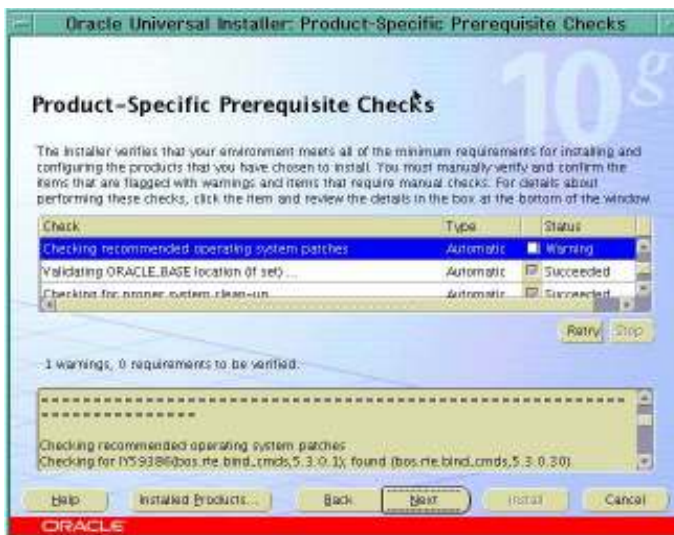 Oracle Universal Installer: Product-Specific Prerequisite Checks
10g
Product-Specific Prerequisite Checks
The Installer verifies that your environment meets all of the minimum requirements for installing and
configuring the products that you have chosen to install. You must manually verify and confirm the
items that are flagged with warnings and items that require manual checks. For details about
performing these checks, click the item and review the details in the box at the bottom of the window
Check Type Status
Checking recommended operating system patches Automatic Warning
Validating ORACLE_BASE location (if set) ... Automatic Succeeded
Checking for proper system clean-up Automatic Succeeded
Retry Stop
1 warnings, 0 requirements to be verified.
Checking recommended operating system patches
Checking for IY59386(bos.rte.bind_cmds,5.3.0.1); found (bos.rte.bind_cmds,5.3.0.30)
Help Installed Products... Back Next Install Cancel
ORACLE